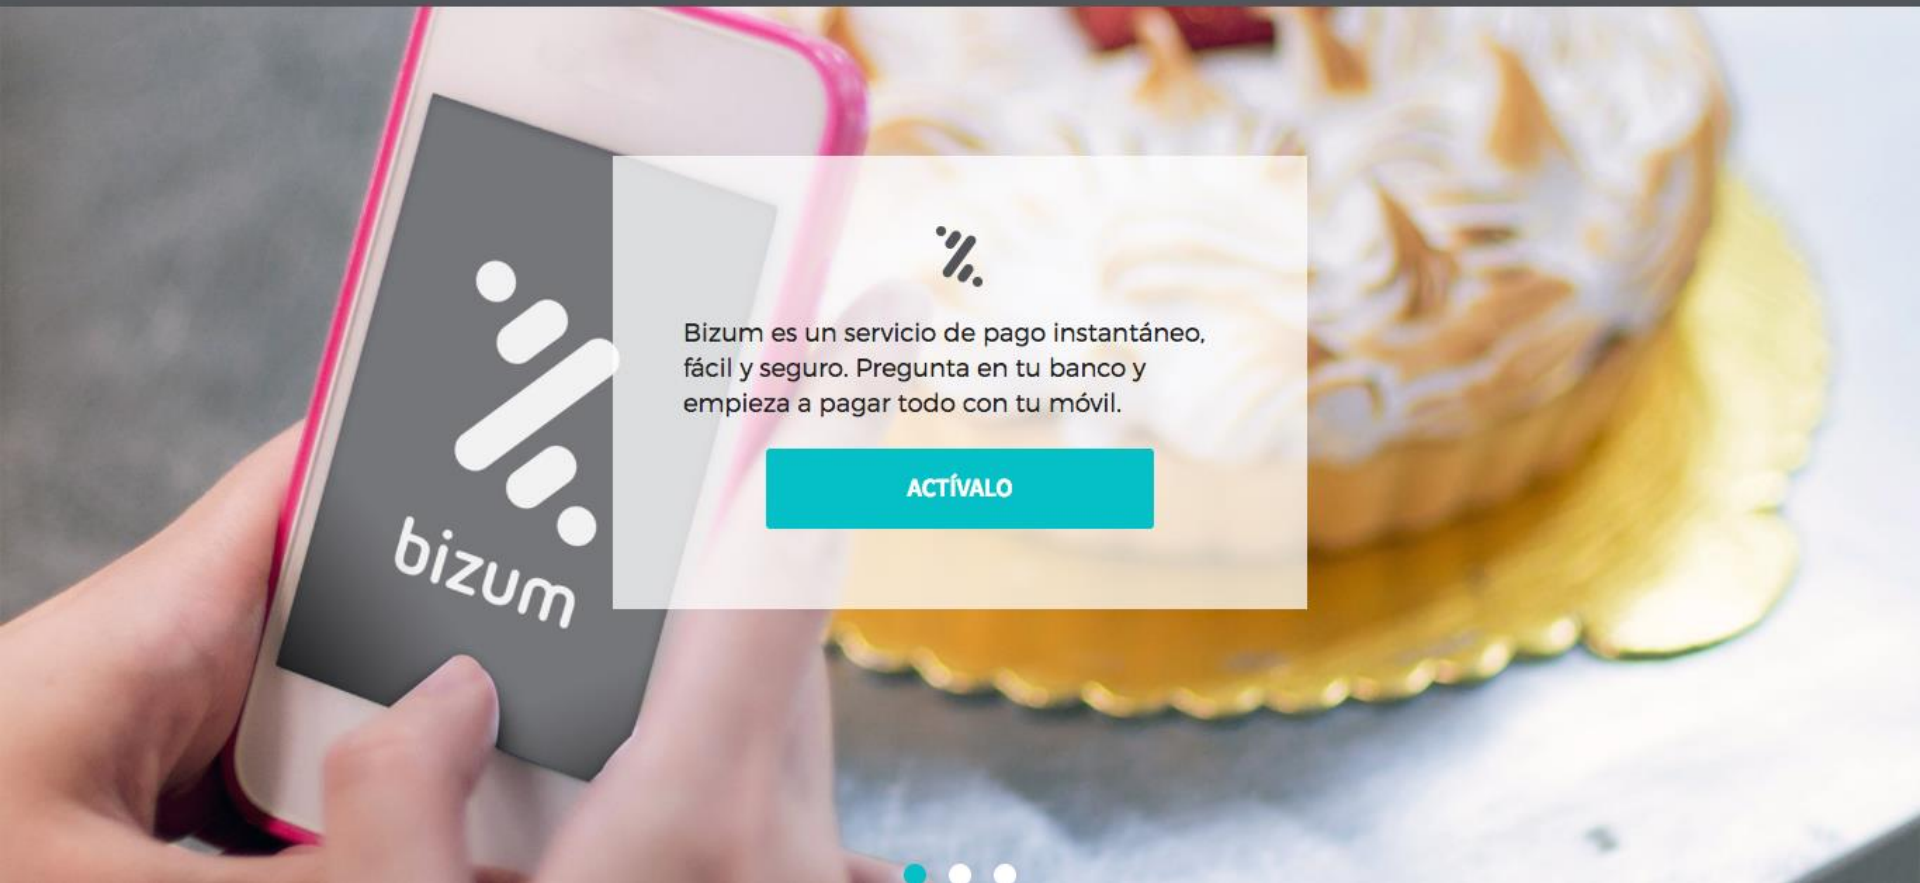 bizum
Bizum es un servicio de pago instantáneo,
fácil y seguro. Pregunta en tu banco y
empieza a pagar todo con tu móvil.
ACTÍVALO